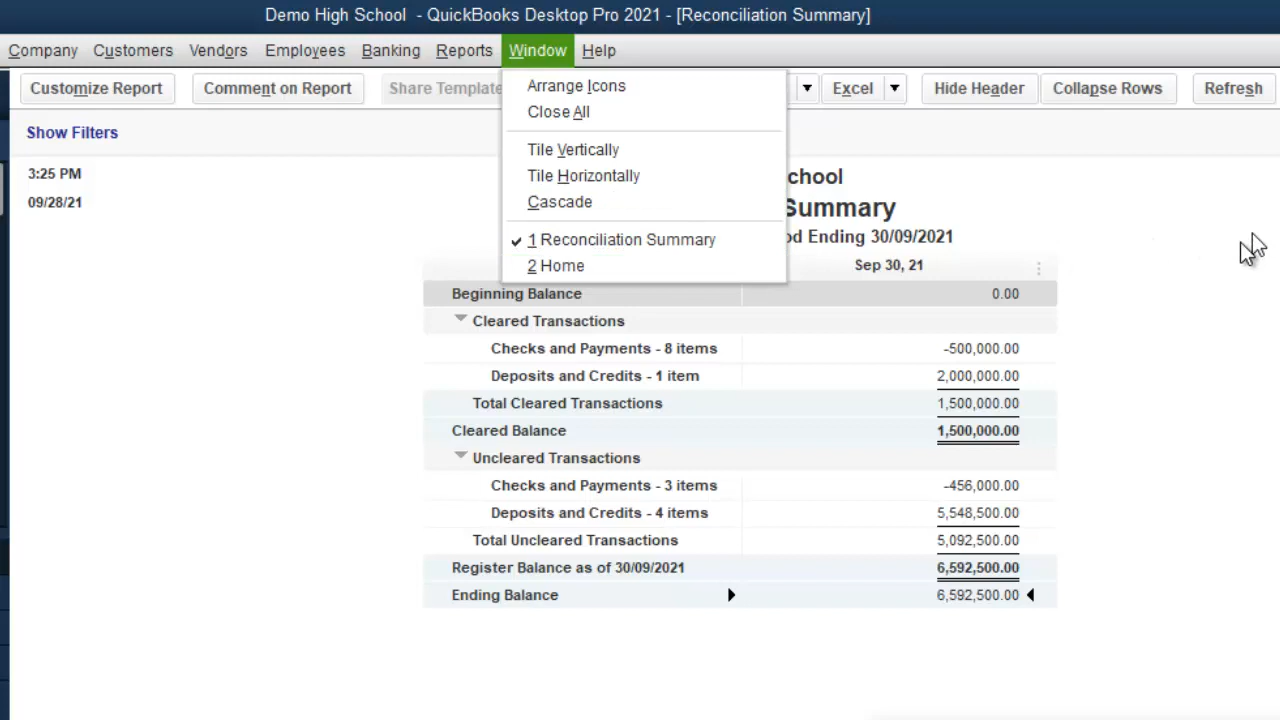 Demo High School - QuickBooks Desktop Pro 2021 - [Reconciliation Summary]
Company Customers Vendors Employees Banking Reports Window Help
Customize Report Comment on Report Share Template Excel Hide Header Collapse Rows Refresh
Arrange Icons
Close All
Tile Vertically
Tile Horizontally
Cascade
1 Reconciliation Summary
2 Home
Show Filters
3:25 PM
09/28/21
chool
Summary
od Ending 30/09/2021
Sep 30, 21
Beginning Balance 0.00
Cleared Transactions
Checks and Payments - 8 items -500,000.00
Deposits and Credits - 1 item 2,000,000.00
Total Cleared Transactions 1,500,000.00
Cleared Balance 1,500,000.00
Uncleared Transactions
Checks and Payments - 3 items -456,000.00
Deposits and Credits - 4 items 5,548,500.00
Total Uncleared Transactions 5,092,500.00
Register Balance as of 30/09/2021 6,592,500.00
Ending Balance 6,592,500.00